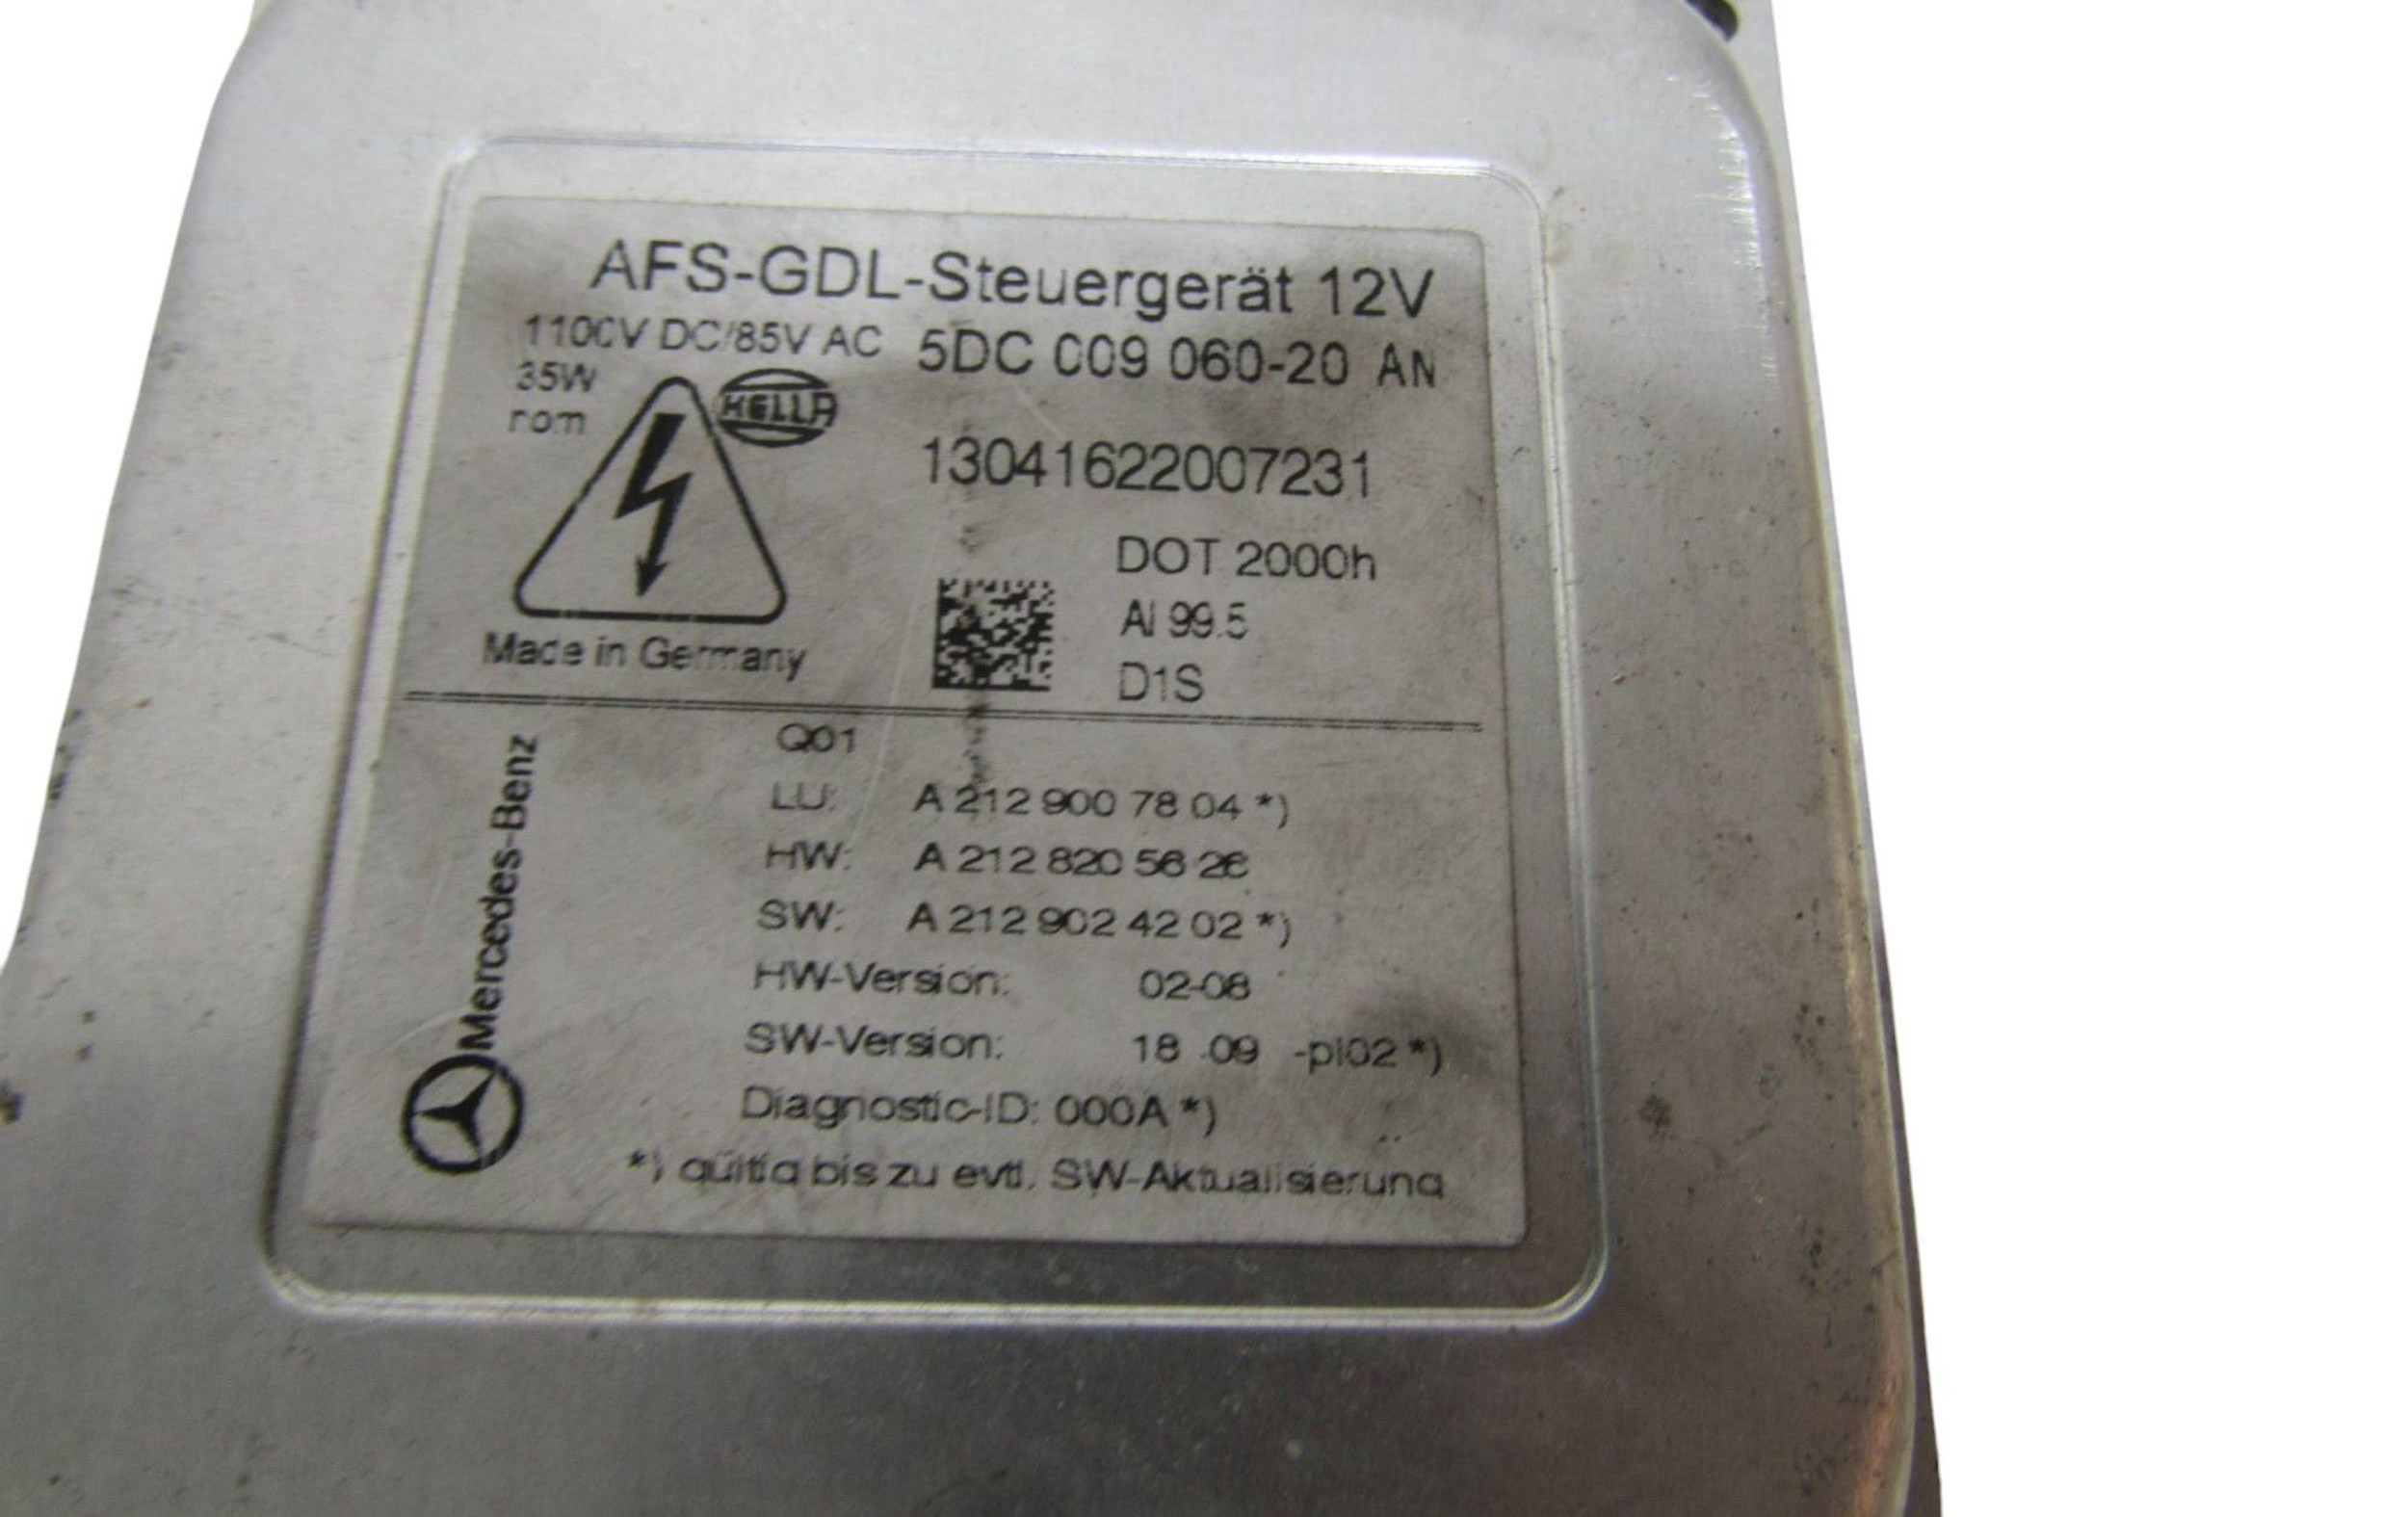 AFS-GDL-Steuergerät 12V
1100V DC/85V AC
5DC 009 060-20 AN
35W
rom
HELLA
13041622007231
DOT 2000h
Al 99.5
D1S
Made in Germany
Mercedes-Benz
Q01
LU: A 212 900 78 04 *)
HW: A 212 820 56 26
SW: A 212 902 42 02 *)
HW-Version: 02-08
SW-Version: 18 .09 -pl02 *)
Diagnostic-ID: 000A *)
*) gültig bis zu evtl. SW-Aktualisierung